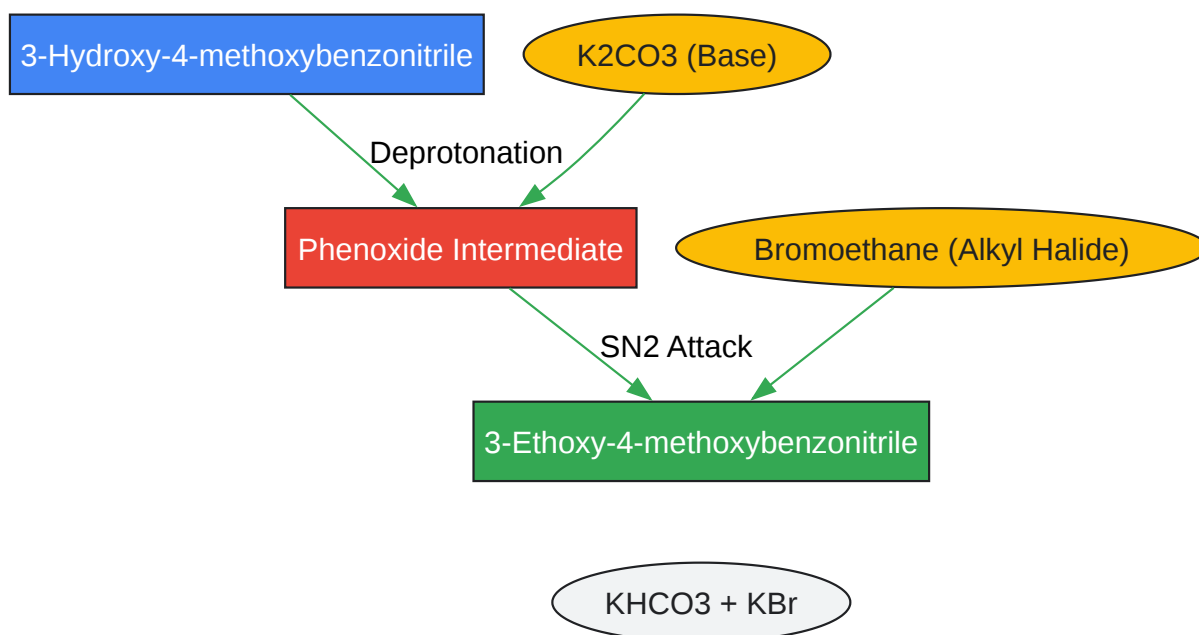 3-Hydroxy-4-methoxybenzonitrile
K2CO3 (Base)
Deprotonation
Phenoxide Intermediate
Bromoethane (Alkyl Halide)
SN2 Attack
3-Ethoxy-4-methoxybenzonitrile
KHCO3 + KBr